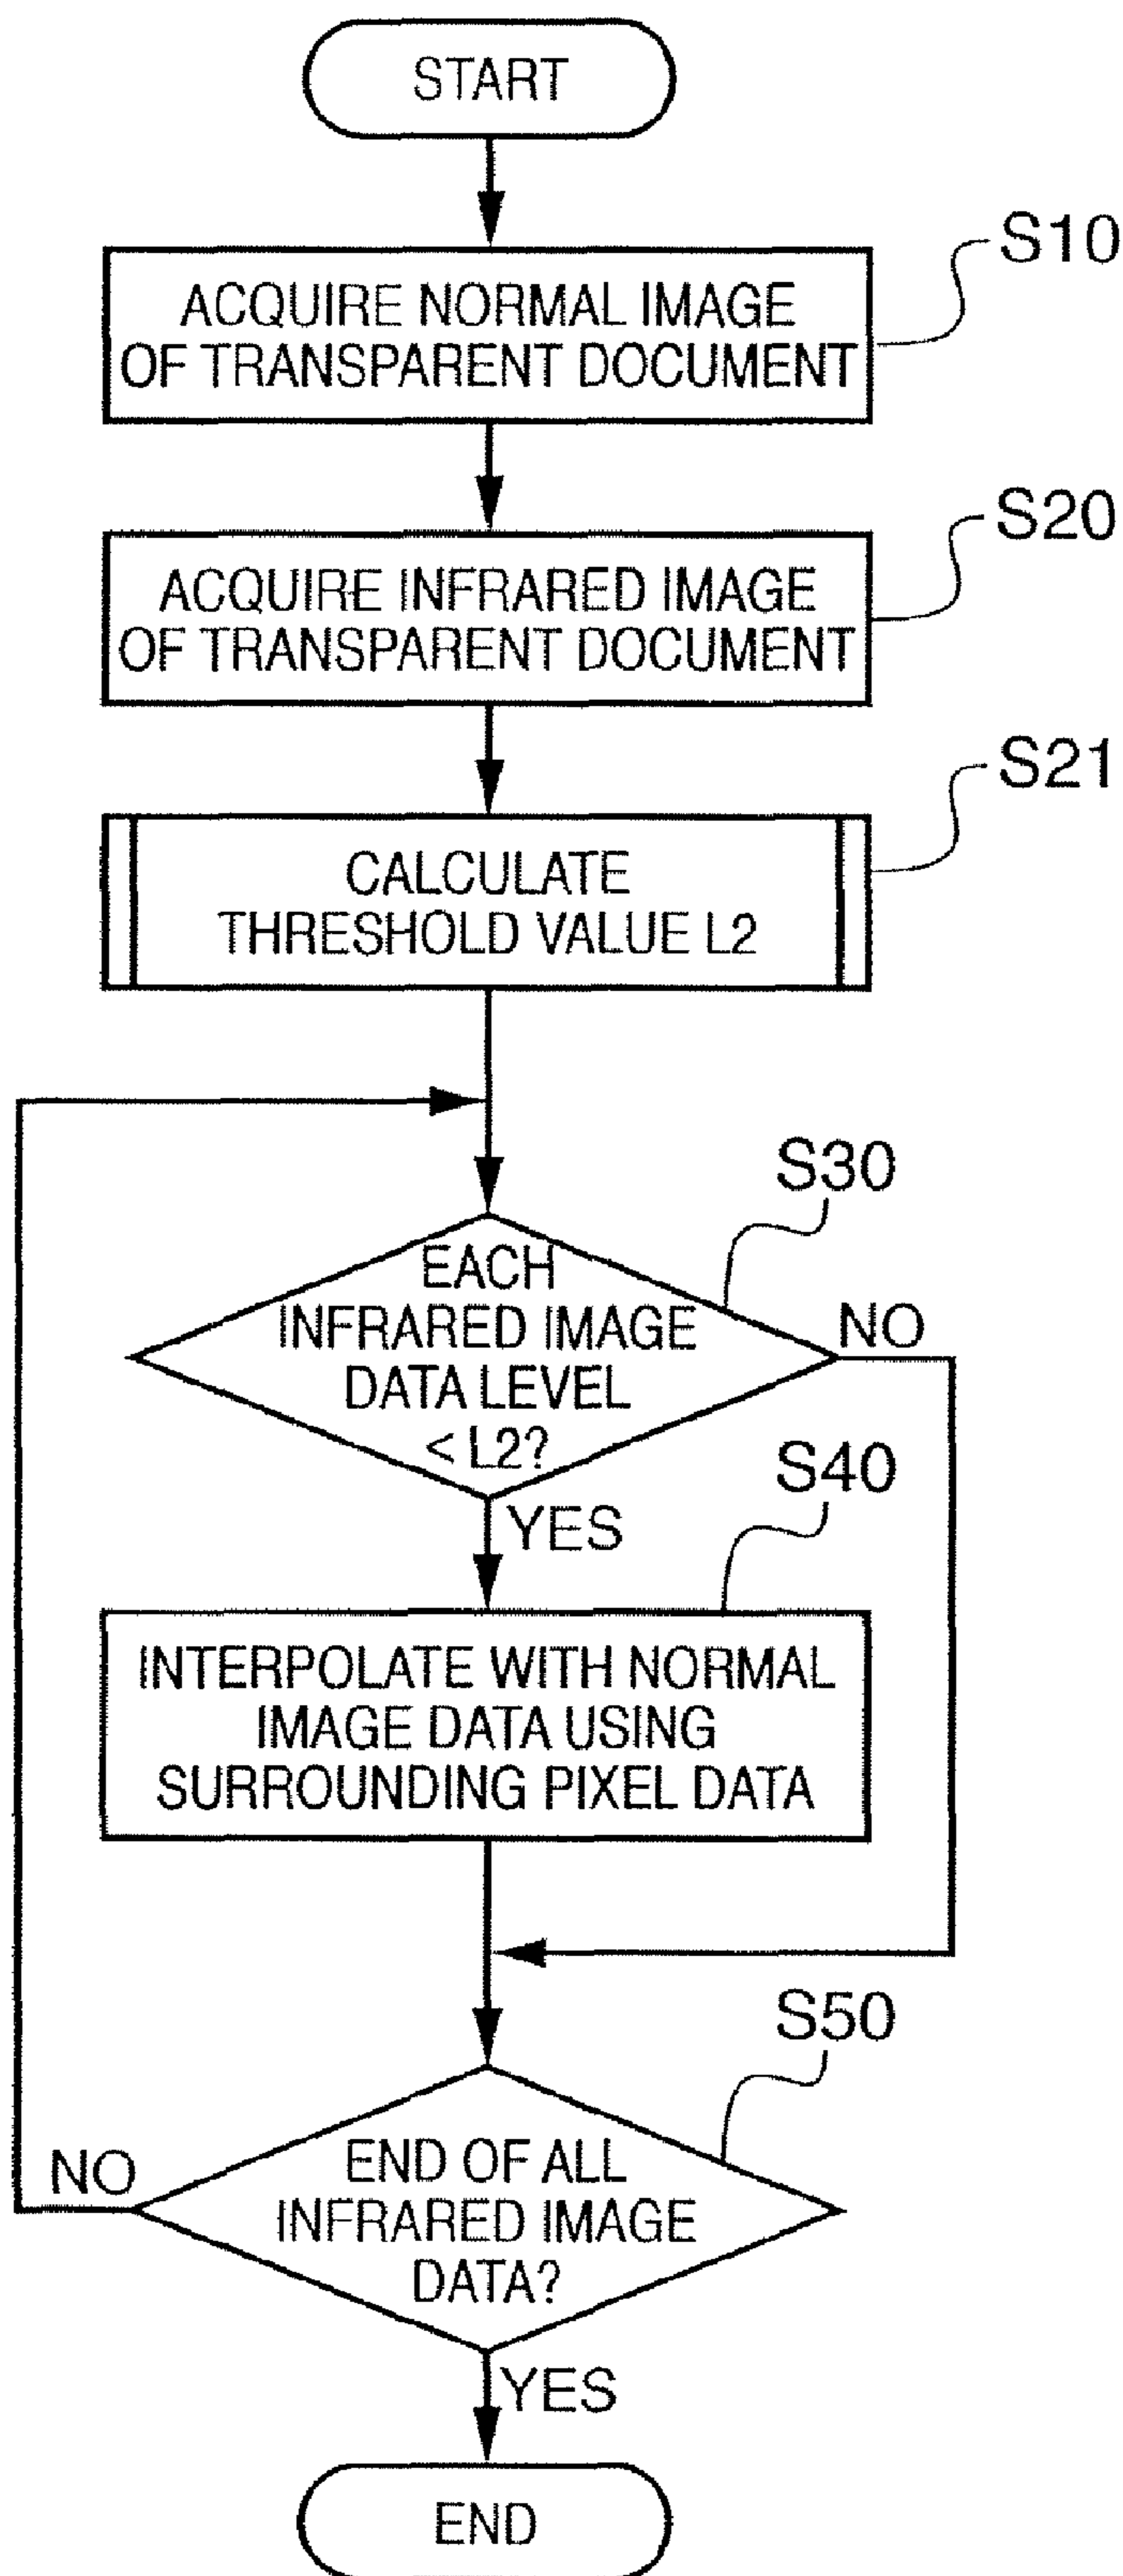 START
S10
ACQUIRE NORMAL IMAGE
OF TRANSPARENT DOCUMENT
S20
ACQUIRE INFRARED IMAGE
OF TRANSPARENT DOCUMENT
S21
CALCULATE
THRESHOLD VALUE L2
S30
EACH
INFRARED IMAGE
DATA LEVEL
< L2?
NO
YES
S40
INTERPOLATE WITH NORMAL
IMAGE DATA USING
SURROUNDING PIXEL DATA
S50
END OF ALL
INFRARED IMAGE
DATA?
NO
YES
END